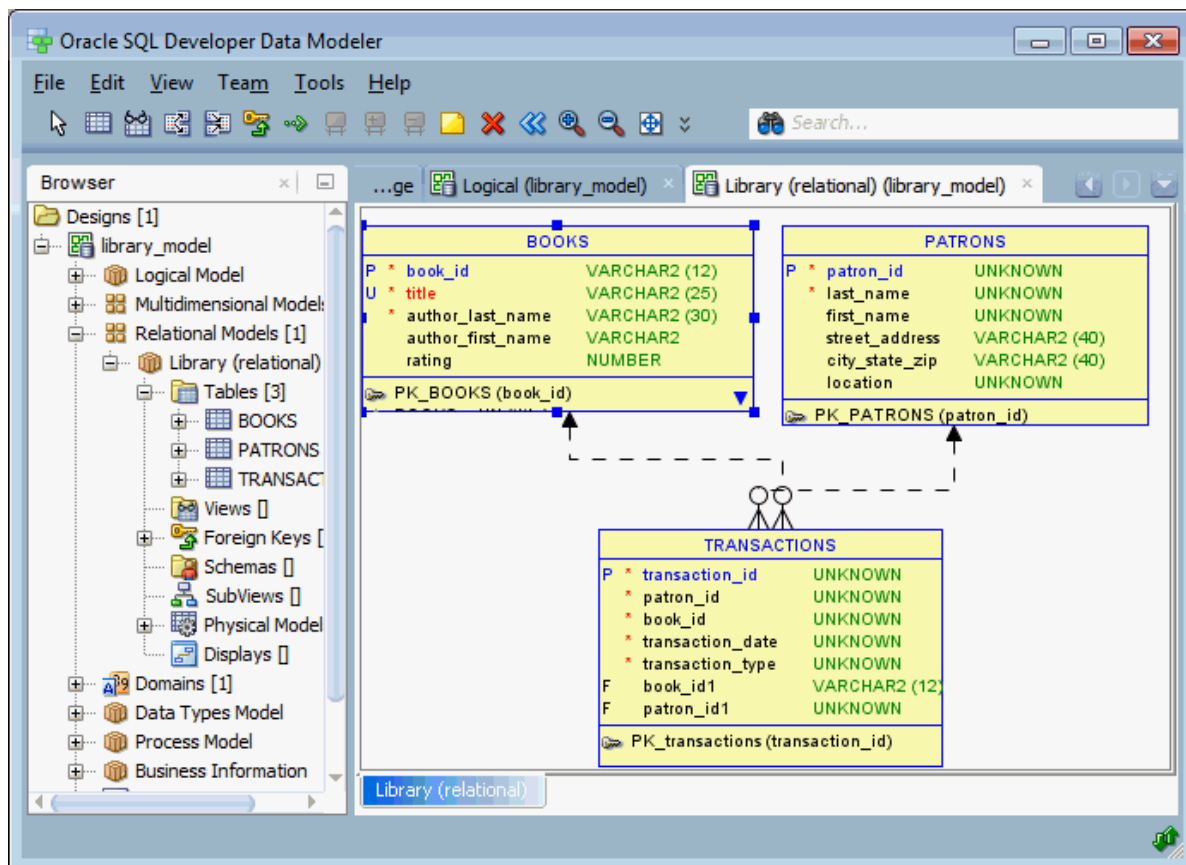 Oracle SQL Developer Data Modeler
File Edit View Team Tools Help
Search...
Browser
...ge
Logical (library_model)
Library (relational) (library_model)
Designs [1]
library_model
Logical Model
Multidimensional Models
Relational Models [1]
Library (relational)
Tables [3]
BOOKS
PATRONS
TRANSACT
Views []
Foreign Keys [
Schemas []
SubViews []
Physical Model
Displays []
Domains [1]
Data Types Model
Process Model
Business Information
BOOKS
P * book_id VARCHAR2 (12)
U * title VARCHAR2 (25)
* author_last_name VARCHAR2 (30)
author_first_name VARCHAR2
rating NUMBER
PK_BOOKS (book_id)
PATRONS
P * patron_id UNKNOWN
* last_name UNKNOWN
first_name UNKNOWN
street_address VARCHAR2 (40)
city_state_zip VARCHAR2 (40)
location UNKNOWN
PK_PATRONS (patron_id)
TRANSACTIONS
P * transaction_id UNKNOWN
* patron_id UNKNOWN
* book_id UNKNOWN
* transaction_date UNKNOWN
* transaction_type UNKNOWN
F book_id1 VARCHAR2 (12)
F patron_id1 UNKNOWN
PK_transactions (transaction_id)
Library (relational)